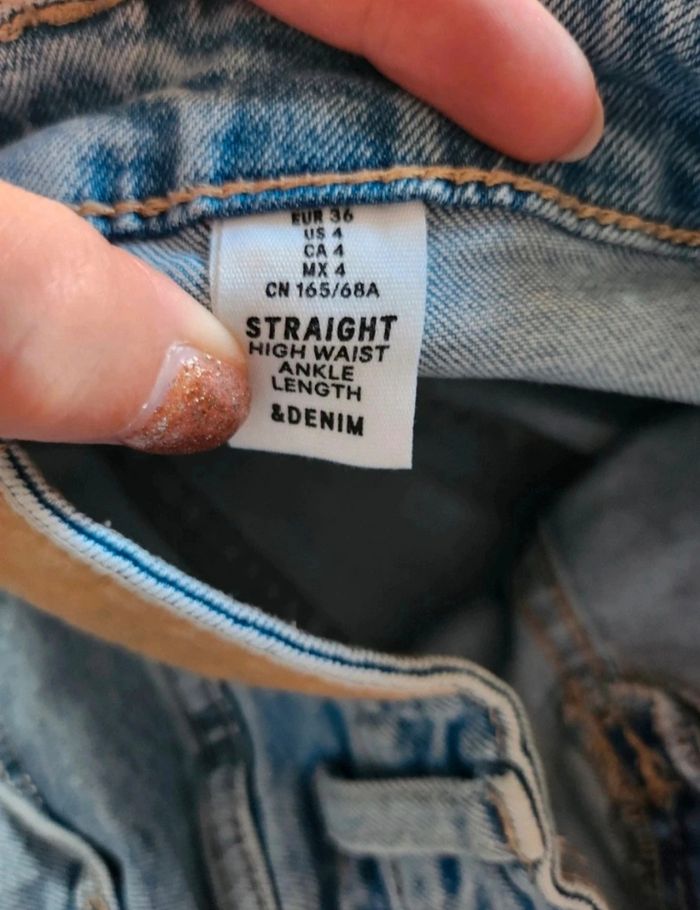 EUR 36
US 4
CA 4
MX 4
CN 165/68A
STRAIGHT
HIGH WAIST
ANKLE
LENGTH
&DENIM